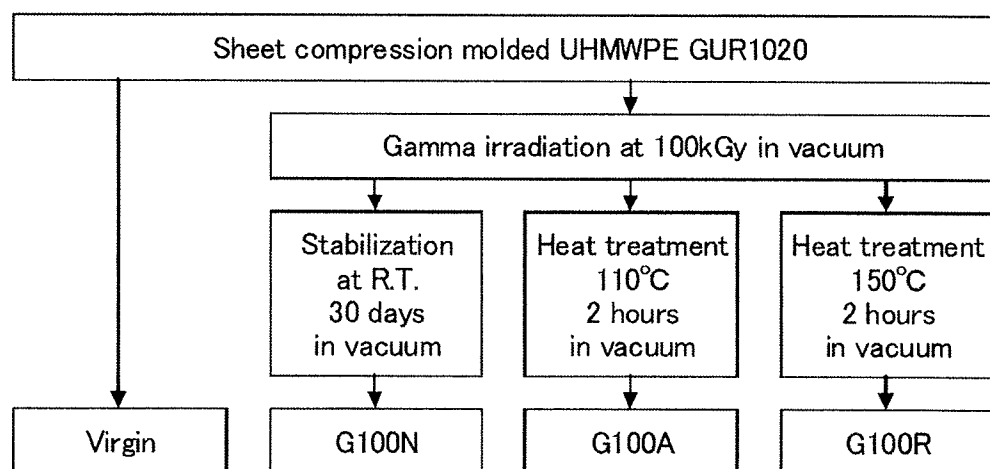 Sheet compression molded UHMWPE GUR1020
Gamma irradiation at 100kGy in vacuum
Stabilization
at R.T.
30 days
in vacuum
Heat treatment
110°C
2 hours
in vacuum
Heat treatment
150°C
2 hours
in vacuum
Virgin
G100N
G100A
G100R